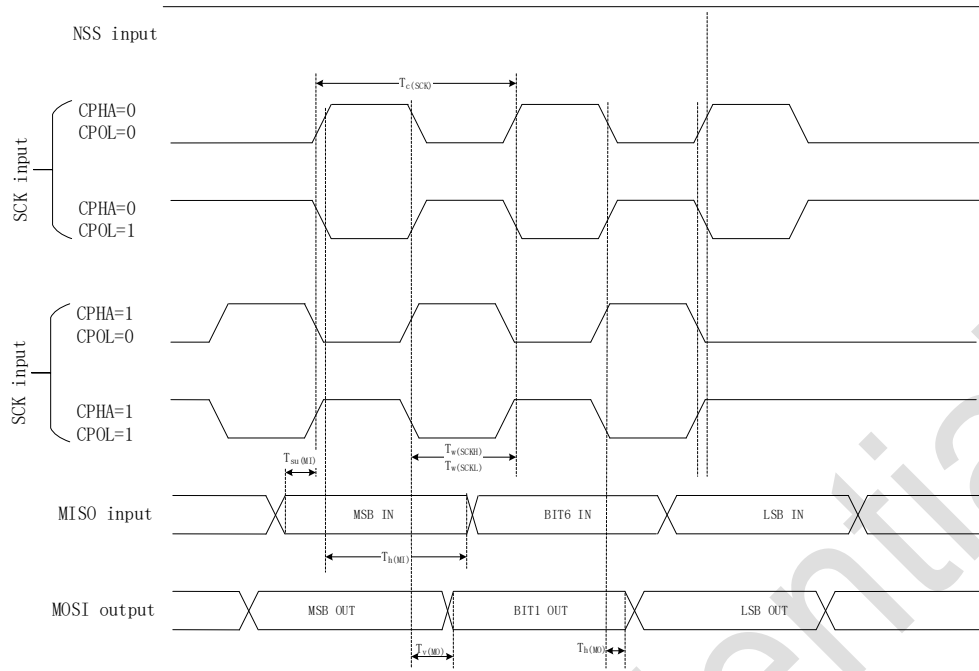 NSS input
Tc(SCK)
CPHA=0
CPOL=0
SCK input
CPHA=0
CPOL=1
CPHA=1
CPOL=0
SCK input
CPHA=1
CPOL=1
Tsu(MI)
Tw(SCKH)
Tw(SCKL)
MISO input
MSB IN
BIT6 IN
LSB IN
Th(MI)
MOSI output
MSB OUT
BIT1 OUT
LSB OUT
Tv(MO)
Th(MO)